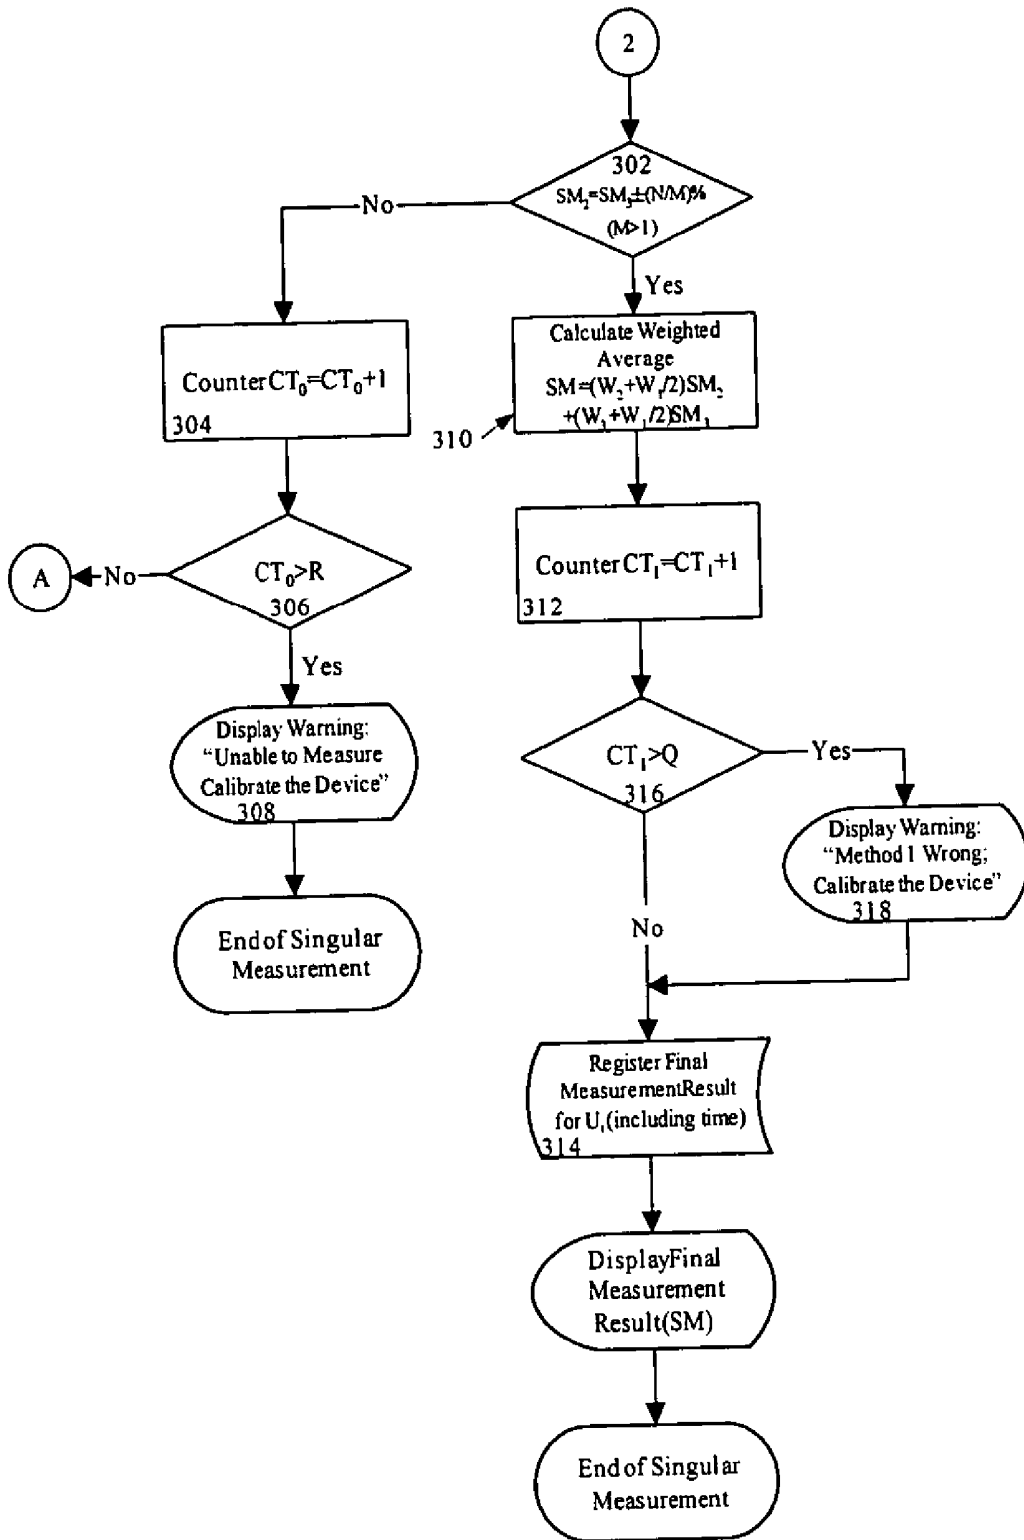 2
302
SM₂=SM₃±(N/M)%
(M>1)
No
Yes
Counter CT₀=CT₀+1
304
Calculate Weighted
Average
SM=(W₂+W₁/2)SM₂
+(W₃+W₁/2)SM₃
310
CT₀>R
306
No
A
Yes
Counter CT₁=CT₁+1
312
Display Warning:
“Unable to Measure
Calibrate the Device”
308
CT₁>Q
316
Yes
Display Warning:
“Method 1 Wrong;
Calibrate the Device”
318
No
End of Singular
Measurement
Register Final
Measurement Result
for U₁(including time)
314
Display Final
Measurement
Result(SM)
End of Singular
Measurement